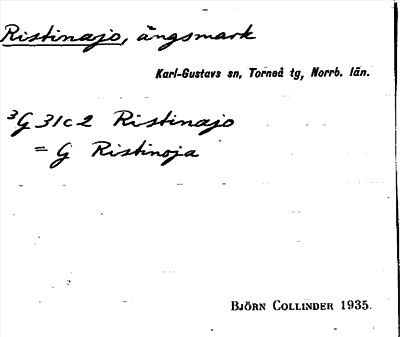 Ristinajo, ängsmark
Karl-Gustavs sn, Torneå tg, Norrb. län.
³G 31c2 Ristinajo
= G Ristinoja
BJÖRN COLLINDER 1935.